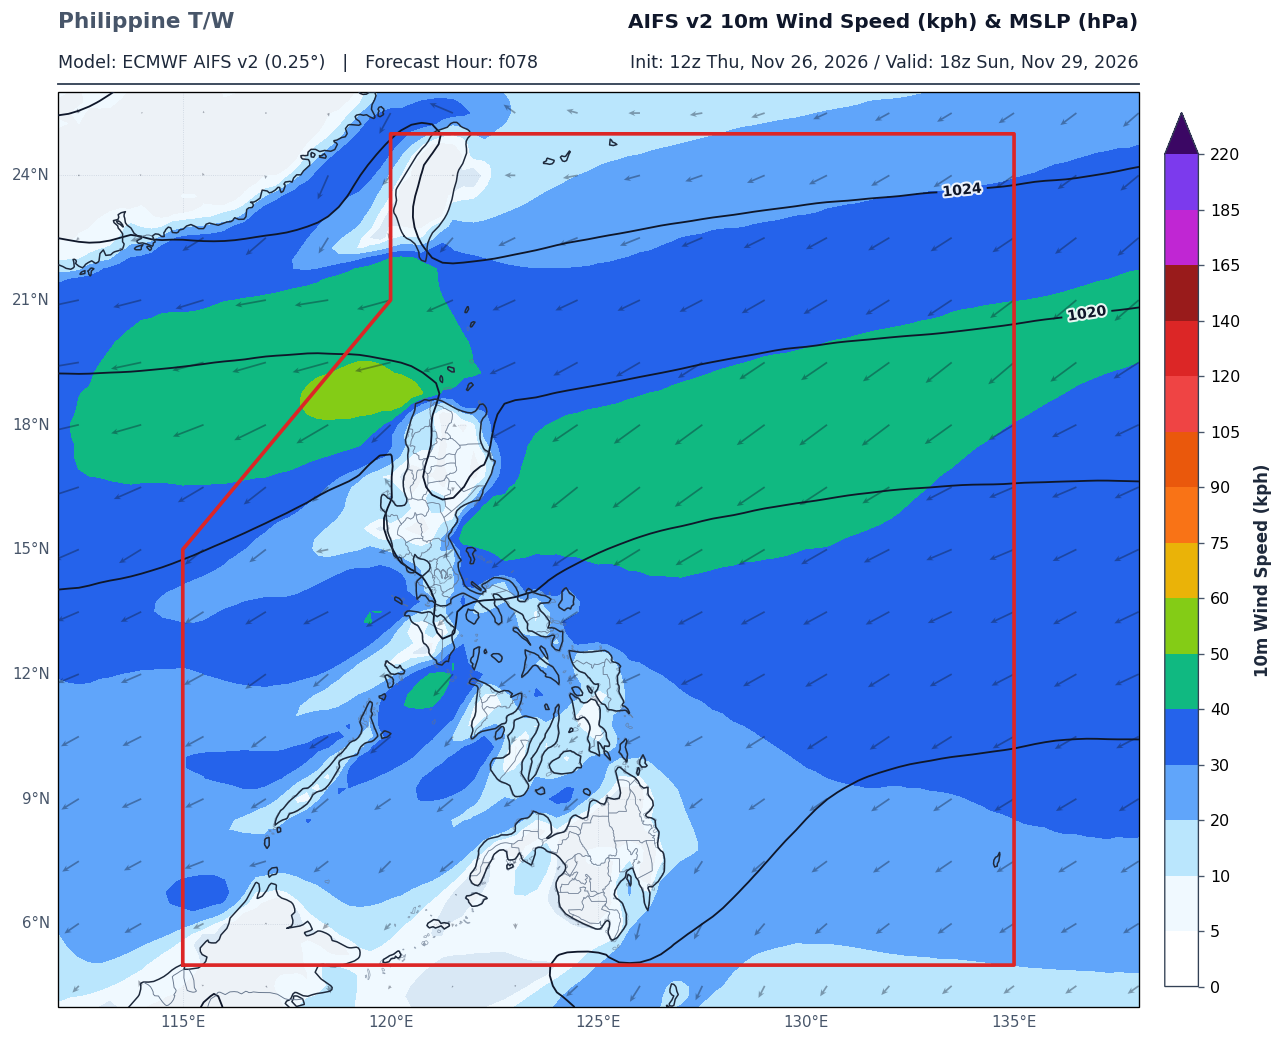 Philippine T/W
AIFS v2 10m Wind Speed (kph) & MSLP (hPa)
Model: ECMWF AIFS v2 (0.25°)   |   Forecast Hour: f078
Init: 12z Thu, Nov 26, 2026 / Valid: 18z Sun, Nov 29, 2026
24°N
21°N
18°N
15°N
12°N
9°N
6°N
1024
1020
115°E
120°E
125°E
130°E
135°E
220
185
165
140
120
105
90
75
60
50
40
30
20
10
5
0
10m Wind Speed (kph)